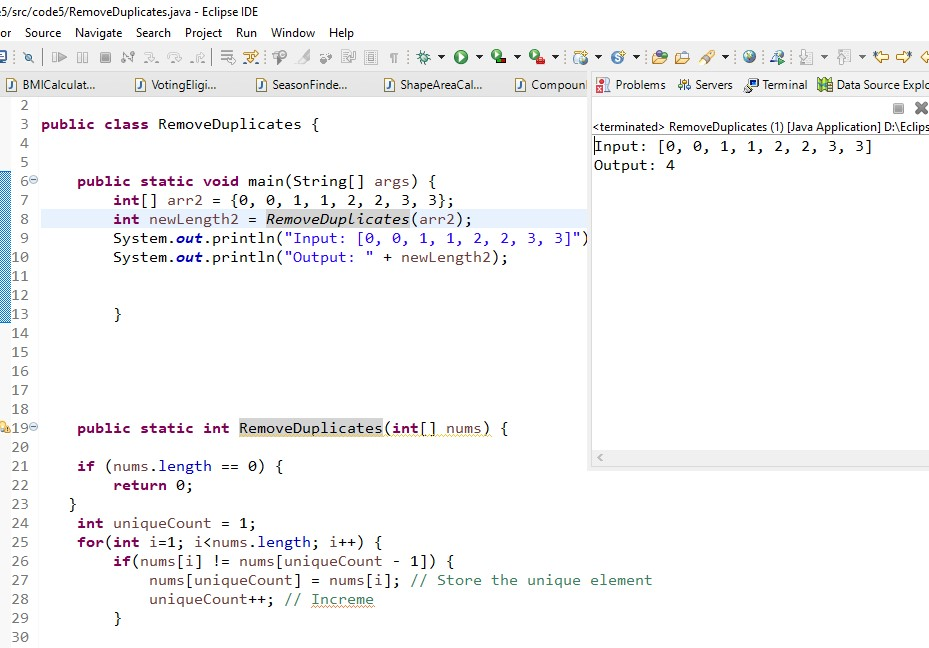 e5/src/code5/RemoveDuplicates.java - Eclipse IDE
or Source Navigate Search Project Run Window Help
BMICalculat... VotingEligi... SeasonFinde... ShapeAreaCal... Compoun Problems Servers Terminal Data Source Explo
<terminated> RemoveDuplicates (1) [Java Application] D:\Eclips
Input: [0, 0, 1, 1, 2, 2, 3, 3]
Output: 4
2
3 public class RemoveDuplicates {
4
5
6 public static void main(String[] args) {
7 int[] arr2 = {0, 0, 1, 1, 2, 2, 3, 3};
8 int newLength2 = RemoveDuplicates(arr2);
9 System.out.println("Input: [0, 0, 1, 1, 2, 2, 3, 3]")
10 System.out.println("Output: " + newLength2);
11
12
13 }
14
15
16
17
18
19 public static int RemoveDuplicates(int[] nums) {
20
21 if (nums.length == 0) {
22 return 0;
23 }
24 int uniqueCount = 1;
25 for(int i=1; i<nums.length; i++) {
26 if(nums[i] != nums[uniqueCount - 1]) {
27 nums[uniqueCount] = nums[i]; // Store the unique element
28 uniqueCount++; // Increme
29 }
30